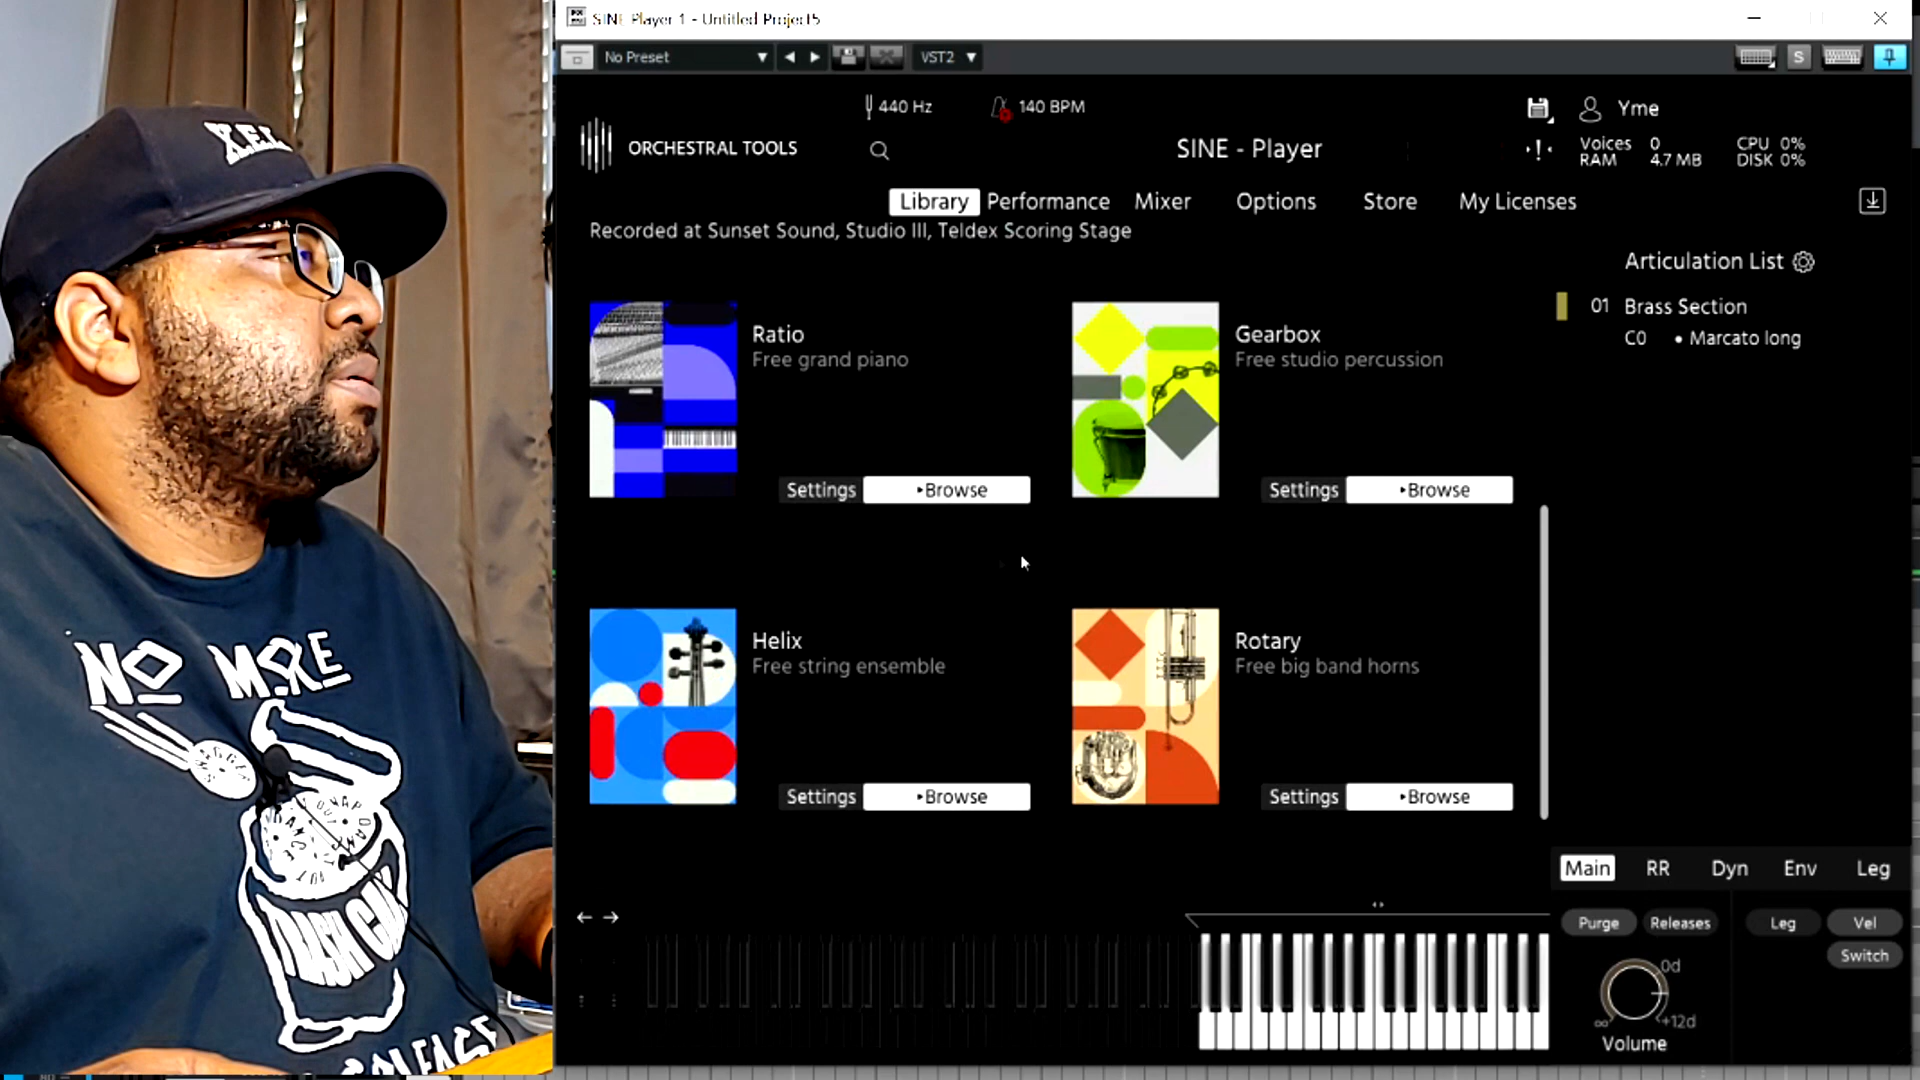 SINE Player 1 - Untitled Project5
No Preset
VST2
S
440 Hz
140 BPM
Yme
ORCHESTRAL TOOLS
SINE - Player
Voices 0
RAM 4.7 MB
CPU 0%
DISK 0%
Library Performance Mixer Options Store My Licenses
Recorded at Sunset Sound, Studio III, Teldex Scoring Stage
Articulation List
01 Brass Section
C0 • Marcato long
Ratio
Free grand piano
Settings Browse
Gearbox
Free studio percussion
Settings Browse
Helix
Free string ensemble
Settings Browse
Rotary
Free big band horns
Settings Browse
Main RR Dyn Env Leg
Purge Releases Leg Vel
Switch
0d
∞ +12d
Volume
NO MORE